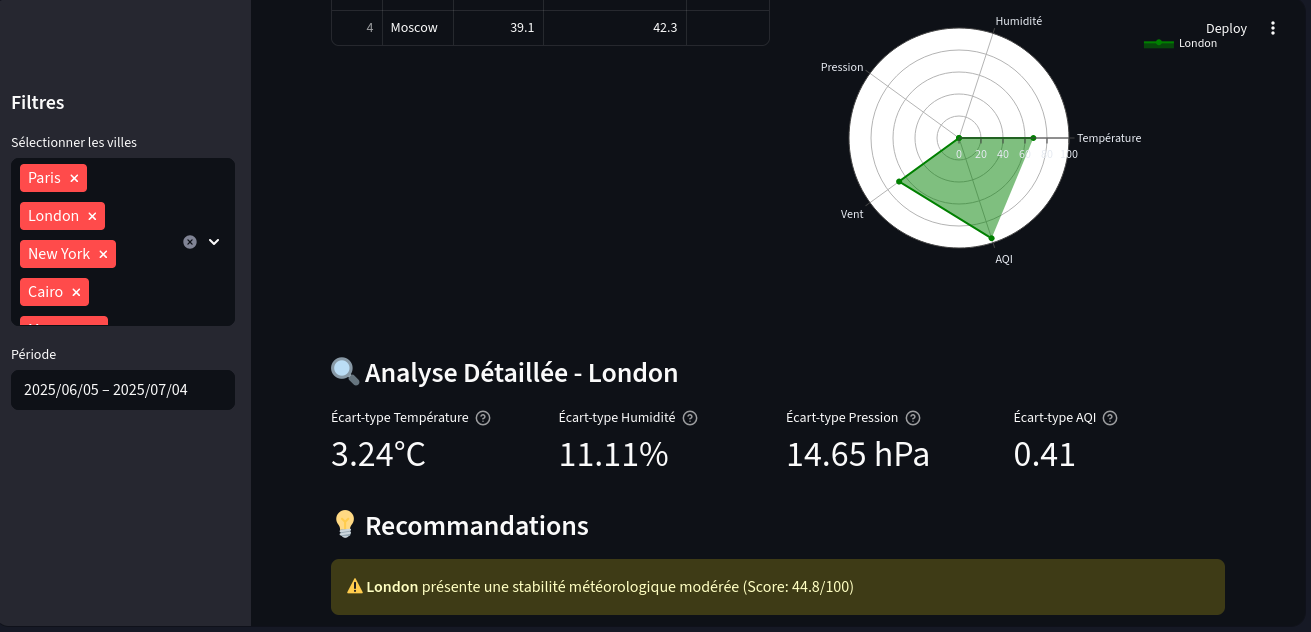 Filtres
Sélectionner les villes
Paris ×
London ×
New York ×
Cairo ×
Période
2025/06/05 – 2025/07/04
4 Moscow 39.1 42.3
Deploy
London
Humidité
Pression
Température
0 20 40 100
Vent
AQI
🔍 Analyse Détaillée - London
Écart-type Température
3.24°C
Écart-type Humidité
11.11%
Écart-type Pression
14.65 hPa
Écart-type AQI
0.41
💡 Recommandations
⚠️ London présente une stabilité météorologique modérée (Score: 44.8/100)